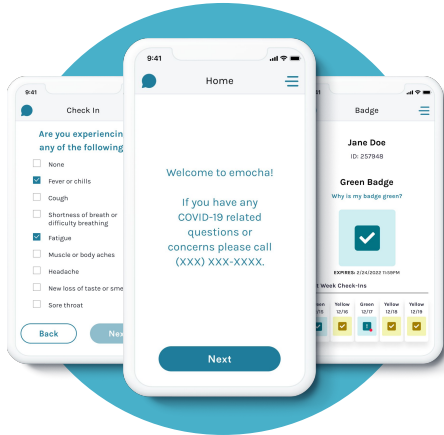 9:41
Check In
Are you experiencin
any of the following
None
Fever or chills
Cough
Shortness of breath or
difficulty breathing
Fatigue
Muscle or body aches
Headache
New loss of taste or sme
Sore throat
Back
Nex
9:41
Home
Welcome to emocha!
If you have any
COVID-19 related
questions or
concerns please call
(XXX) XXX-XXXX.
Next
Badge
Jane Doe
ID: 257948
Green Badge
Why is my badge green?
EXPIRES: 2/24/2022 11:59PM
Week Check-Ins
Yellow Green Yellow Yellow
12/16 12/17 12/18 12/19